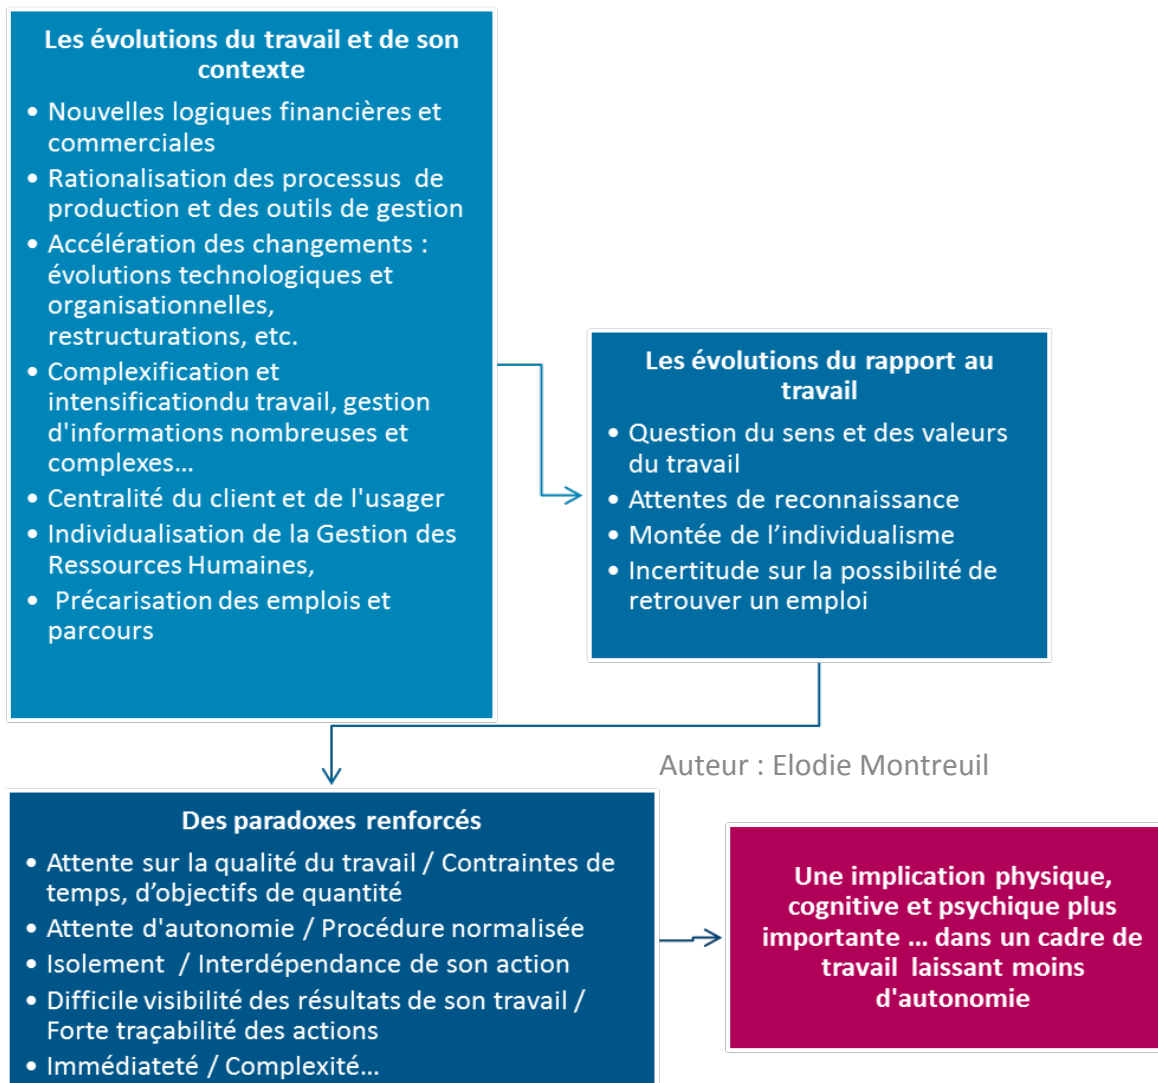 Les évolutions du travail et de son
contexte
• Nouvelles logiques financières et
commerciales
• Rationalisation des processus de
production et des outils de gestion
• Accélération des changements :
évolutions technologiques et
organisationnelles,
restructurations, etc.
• Complexification et
intensificationdu travail, gestion
d'informations nombreuses et
complexes…
• Centralité du client et de l'usager
• Individualisation de la Gestion des
Ressources Humaines,
• Précarisation des emplois et
parcours
Les évolutions du rapport au
travail
• Question du sens et des valeurs
du travail
• Attentes de reconnaissance
• Montée de l’individualisme
• Incertitude sur la possibilité de
retrouver un emploi
Auteur : Elodie Montreuil
Des paradoxes renforcés
• Attente sur la qualité du travail / Contraintes de
temps, d’objectifs de quantité
• Attente d'autonomie / Procédure normalisée
• Isolement / Interdépendance de son action
• Difficile visibilité des résultats de son travail /
Forte traçabilité des actions
• Immédiateté / Complexité…
Une implication physique,
cognitive et psychique plus
importante … dans un cadre de
travail laissant moins
d'autonomie